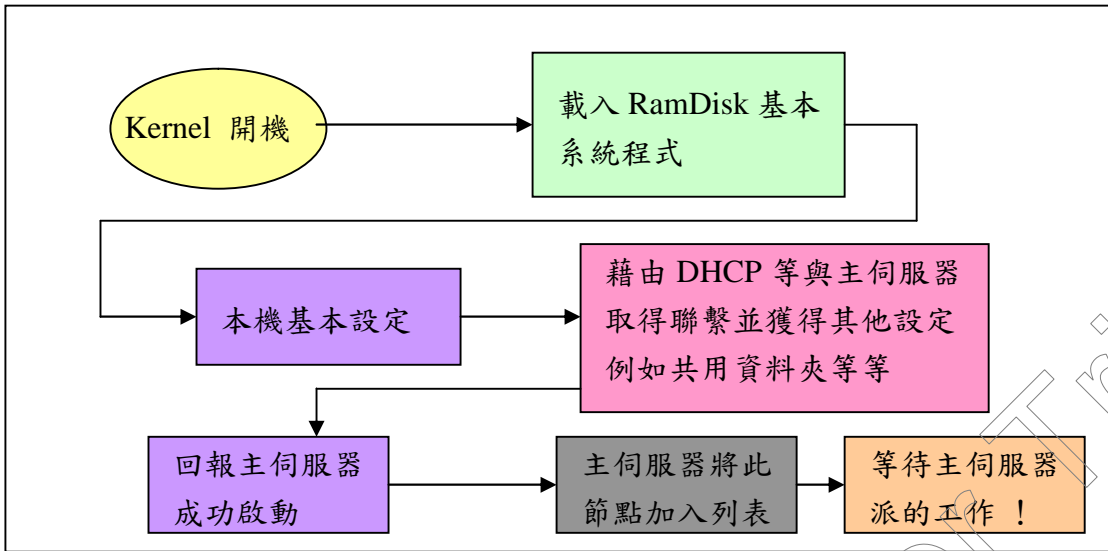 Kernel 開機
載入 RamDisk 基本
系統程式
本機基本設定
藉由 DHCP 等與主伺服器
取得聯繫並獲得其他設定
例如共用資料夾等等
回報主伺服器
成功啟動
主伺服器將此
節點加入列表
等待主伺服器
派的工作 !